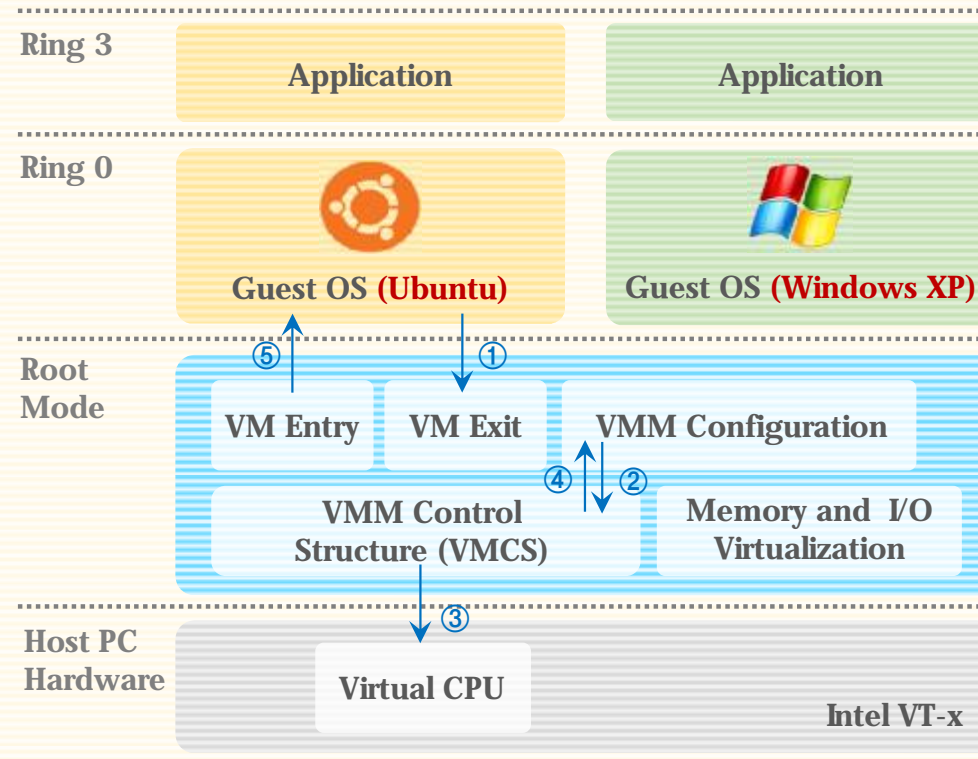 Ring 3
Application
Application
Ring 0
Guest OS (Ubuntu)
Guest OS (Windows XP)
⑤
①
Root
Mode
VM Entry
VM Exit
VMM Configuration
④
②
VMM Control
Structure (VMCS)
Memory and I/O
Virtualization
③
Host PC
Hardware
Virtual CPU
Intel VT-x